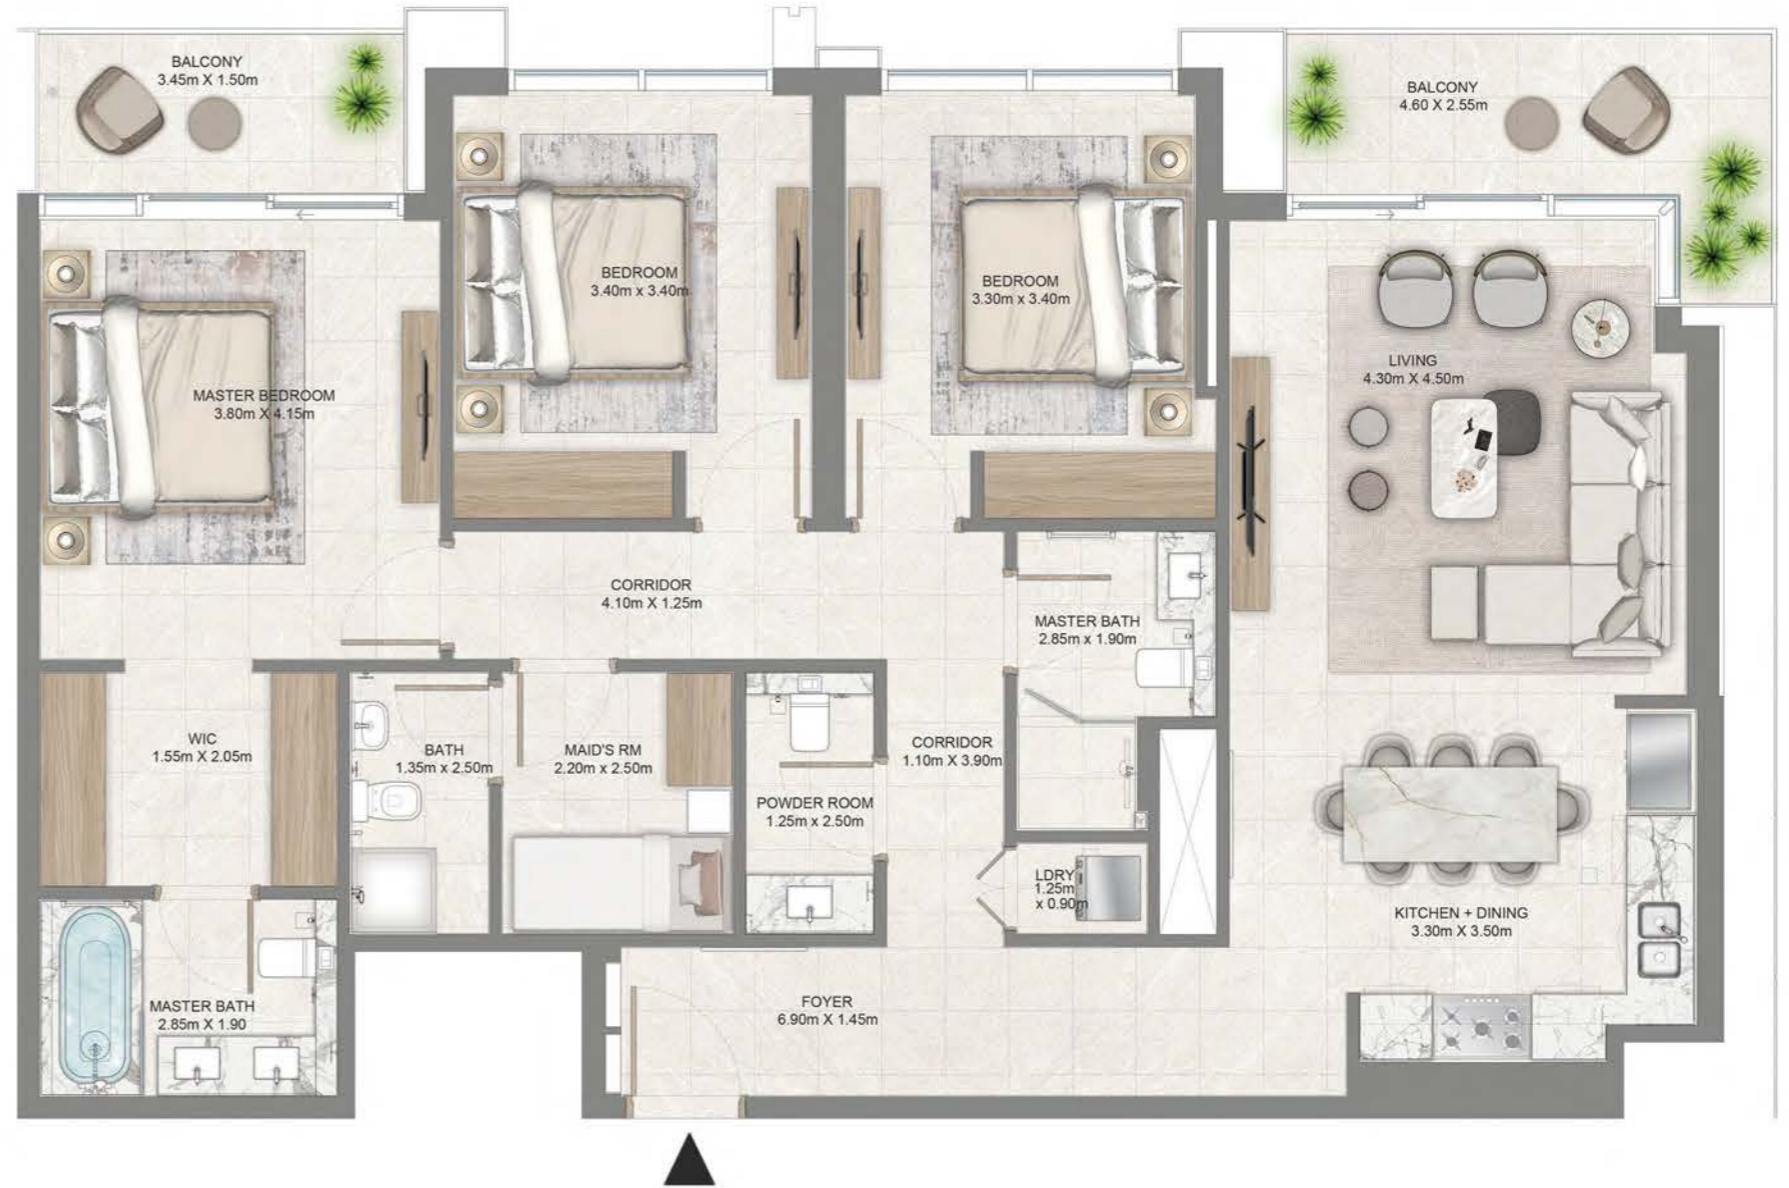 BALCONY
3.45m X 1.50m
BALCONY
4.60 X 2.55m
BEDROOM
3.40m x 3.40m
BEDROOM
3.30m x 3.40m
MASTER BEDROOM
3.80m X 4.15m
LIVING
4.30m X 4.50m
CORRIDOR
4.10m X 1.25m
MASTER BATH
2.85m x 1.90m
WIC
1.55m X 2.05m
BATH
1.35m x 2.50m
MAID'S RM
2.20m x 2.50m
CORRIDOR
1.10m X 3.90m
POWDER ROOM
1.25m x 2.50m
LDRY
1.25m
x 0.90m
KITCHEN + DINING
3.30m X 3.50m
MASTER BATH
2.85m X 1.90
FOYER
6.90m X 1.45m